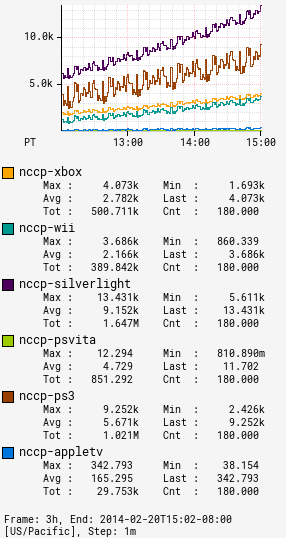 10.0k
5.0k
PT 13:00 14:00 15:00
nccp-xbox
Max : 4.073k Min : 1.693k
Avg : 2.782k Last : 4.073k
Tot : 500.711k Cnt : 180.000
nccp-wii
Max : 3.686k Min : 860.339
Avg : 2.166k Last : 3.686k
Tot : 389.842k Cnt : 180.000
nccp-silverlight
Max : 13.431k Min : 5.611k
Avg : 9.152k Last : 13.431k
Tot : 1.647M Cnt : 180.000
nccp-psvita
Max : 12.294 Min : 810.890m
Avg : 4.729 Last : 11.702
Tot : 851.292 Cnt : 180.000
nccp-ps3
Max : 9.252k Min : 2.426k
Avg : 5.671k Last : 9.252k
Tot : 1.021M Cnt : 180.000
nccp-appletv
Max : 342.793 Min : 38.154
Avg : 165.295 Last : 342.793
Tot : 29.753k Cnt : 180.000
Frame: 3h, End: 2014-02-20T15:02-08:00
[US/Pacific], Step: 1m